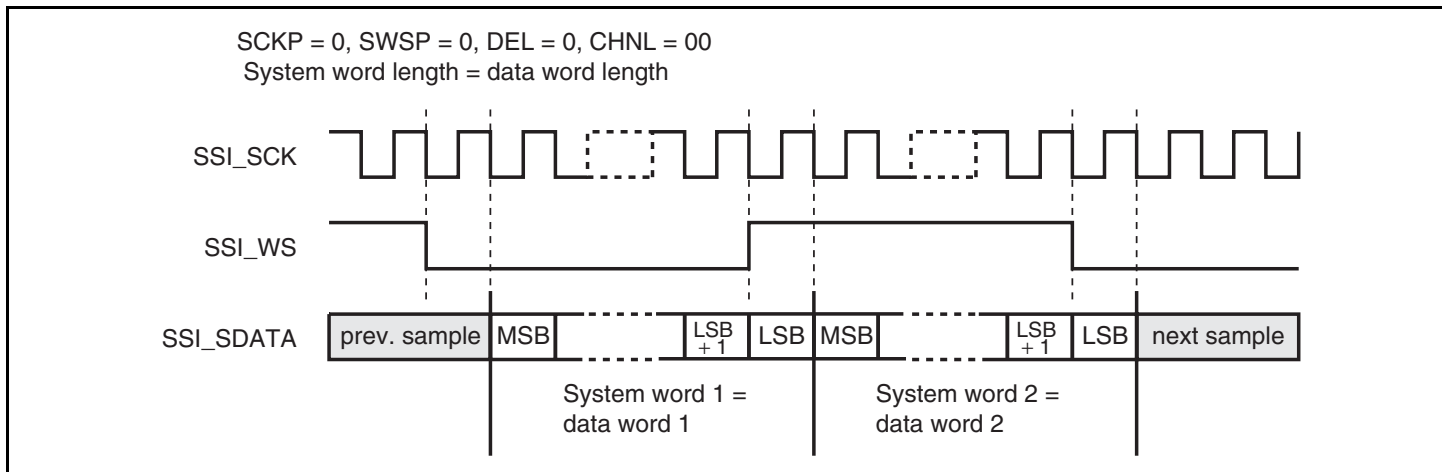 SCKP = 0, SWSP = 0, DEL = 0, CHNL = 00
System word length = data word length
SSI_SCK
SSI_WS
SSI_SDATA
prev. sample
MSB
LSB
+ 1
LSB
MSB
LSB
+ 1
LSB
next sample
System word 1 =
data word 1
System word 2 =
data word 2